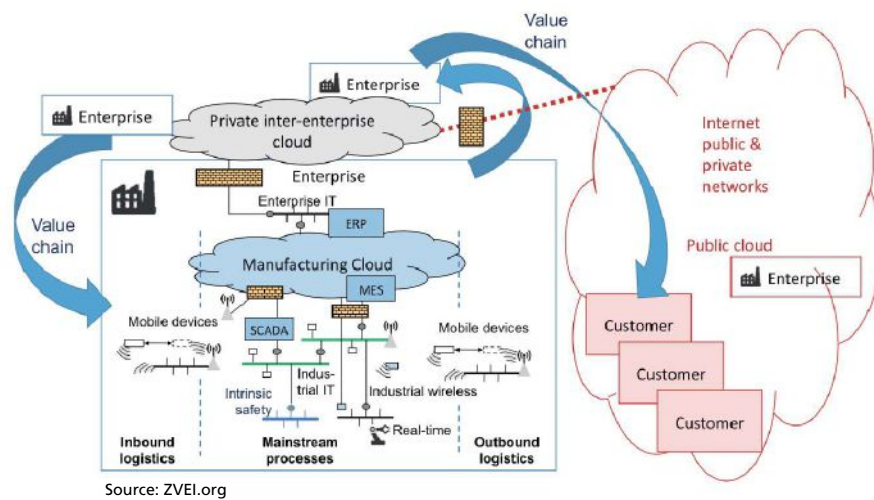 Value
chain
Enterprise
Enterprise
Private inter-enterprise
cloud
Internet
public &
private
networks
Enterprise
Enterprise IT
ERP
Value
chain
Manufacturing Cloud
MES
Public cloud
Enterprise
Mobile devices
SCADA
Mobile devices
Indus-
trial IT
Industrial wireless
Intrinsic
safety
Real-time
Customer
Customer
Customer
Inbound
logistics
Mainstream
processes
Outbound
logistics
Source: ZVEI.org